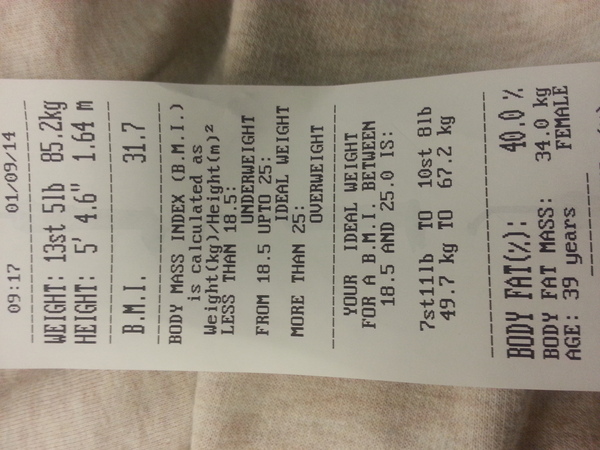 09:17 01/09/14
WEIGHT: 13st 5lb 85.2kg
HEIGHT: 5' 4.6" 1.64 m
B.M.I. 31.7
BODY MASS INDEX (B.M.I.)
is calculated as
Weight(kg)/Height(m)²
LESS THAN 18.5:
UNDERWEIGHT
FROM 18.5 UPTO 25:
IDEAL WEIGHT
MORE THAN 25:
OVERWEIGHT
YOUR IDEAL WEIGHT
FOR A B.M.I. BETWEEN
18.5 AND 25.0 IS:
7st11lb TO 10st 8lb
49.7 kg TO 67.2 kg
BODY FAT(%): 40.0 %
BODY FAT MASS: 34.0 kg
AGE: 39 years FEMALE